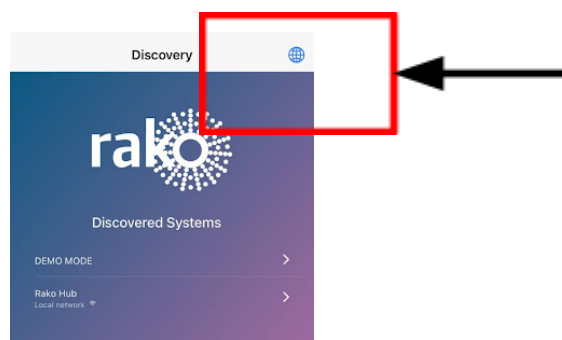 Discovery
rako
Discovered Systems
DEMO MODE
Rako Hub
Local network